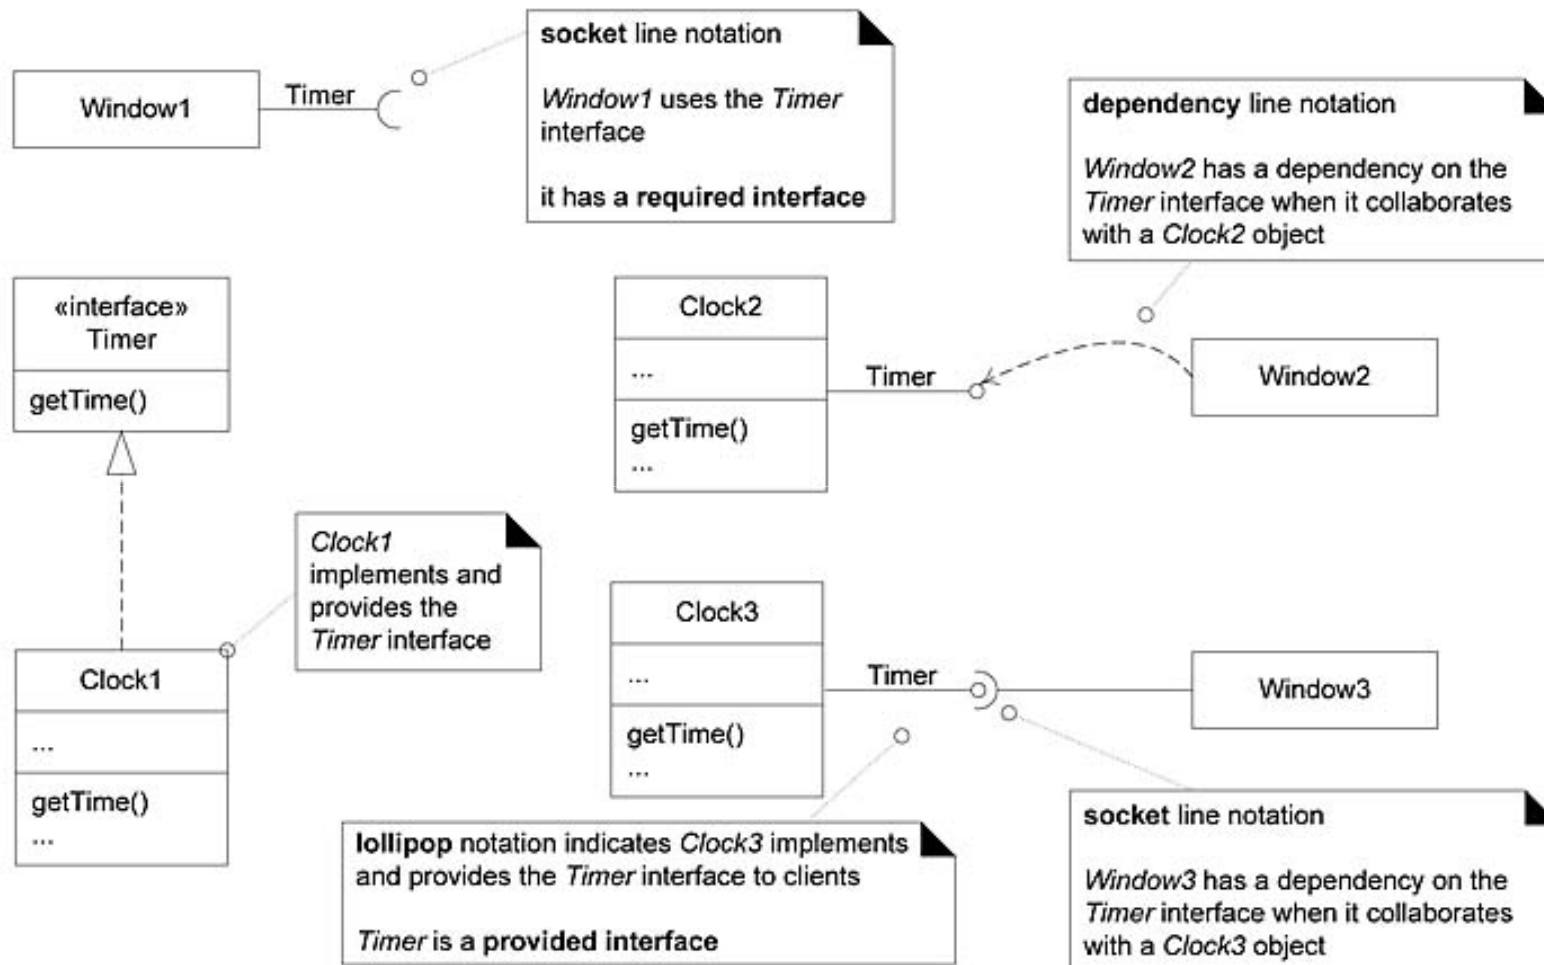 socket line notation
Window1 uses the Timer
interface
it has a required interface
Window1
Timer
dependency line notation
Window2 has a dependency on the
Timer interface when it collaborates
with a Clock2 object
«interface»
Timer
getTime()
Clock2
...
getTime()
...
Timer
Window2
Clock1
implements and
provides the
Timer interface
Clock1
...
getTime()
...
Clock3
...
getTime()
...
Timer
Window3
lollipop notation indicates Clock3 implements
and provides the Timer interface to clients
Timer is a provided interface
socket line notation
Window3 has a dependency on the
Timer interface when it collaborates
with a Clock3 object